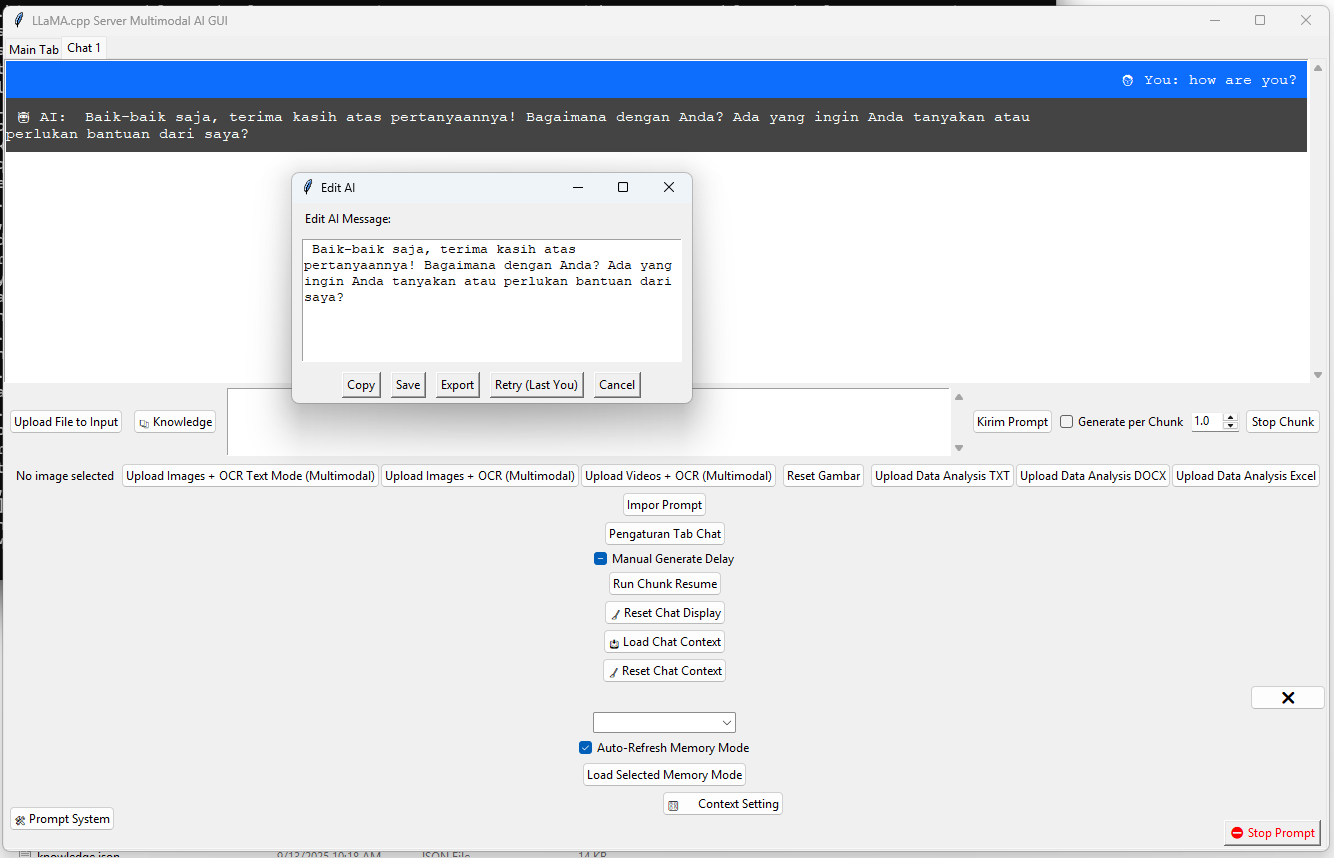 LLaMA.cpp Server Multimodal AI GUI
Main Tab
Chat 1
You: how are you?
AI: Baik-baik saja, terima kasih atas pertanyaannya! Bagaimana dengan Anda? Ada yang ingin Anda tanyakan atau
perlukan bantuan dari saya?
Edit AI
Edit AI Message:
Baik-baik saja, terima kasih atas
pertanyaannya! Bagaimana dengan Anda? Ada yang
ingin Anda tanyakan atau perlukan bantuan dari
saya?
Copy
Save
Export
Retry (Last You)
Cancel
Upload File to Input
Knowledge
Kirim Prompt
Generate per Chunk
1.0
Stop Chunk
No image selected
Upload Images + OCR Text Mode (Multimodal)
Upload Images + OCR (Multimodal)
Upload Videos + OCR (Multimodal)
Reset Gambar
Upload Data Analysis TXT
Upload Data Analysis DOCX
Upload Data Analysis Excel
Impor Prompt
Pengaturan Tab Chat
Manual Generate Delay
Run Chunk Resume
Reset Chat Display
Load Chat Context
Reset Chat Context
Auto-Refresh Memory Mode
Load Selected Memory Mode
Context Setting
Prompt System
Stop Prompt
knowledge.json
9/13/2025 10:18 AM
JSON File
14 KB